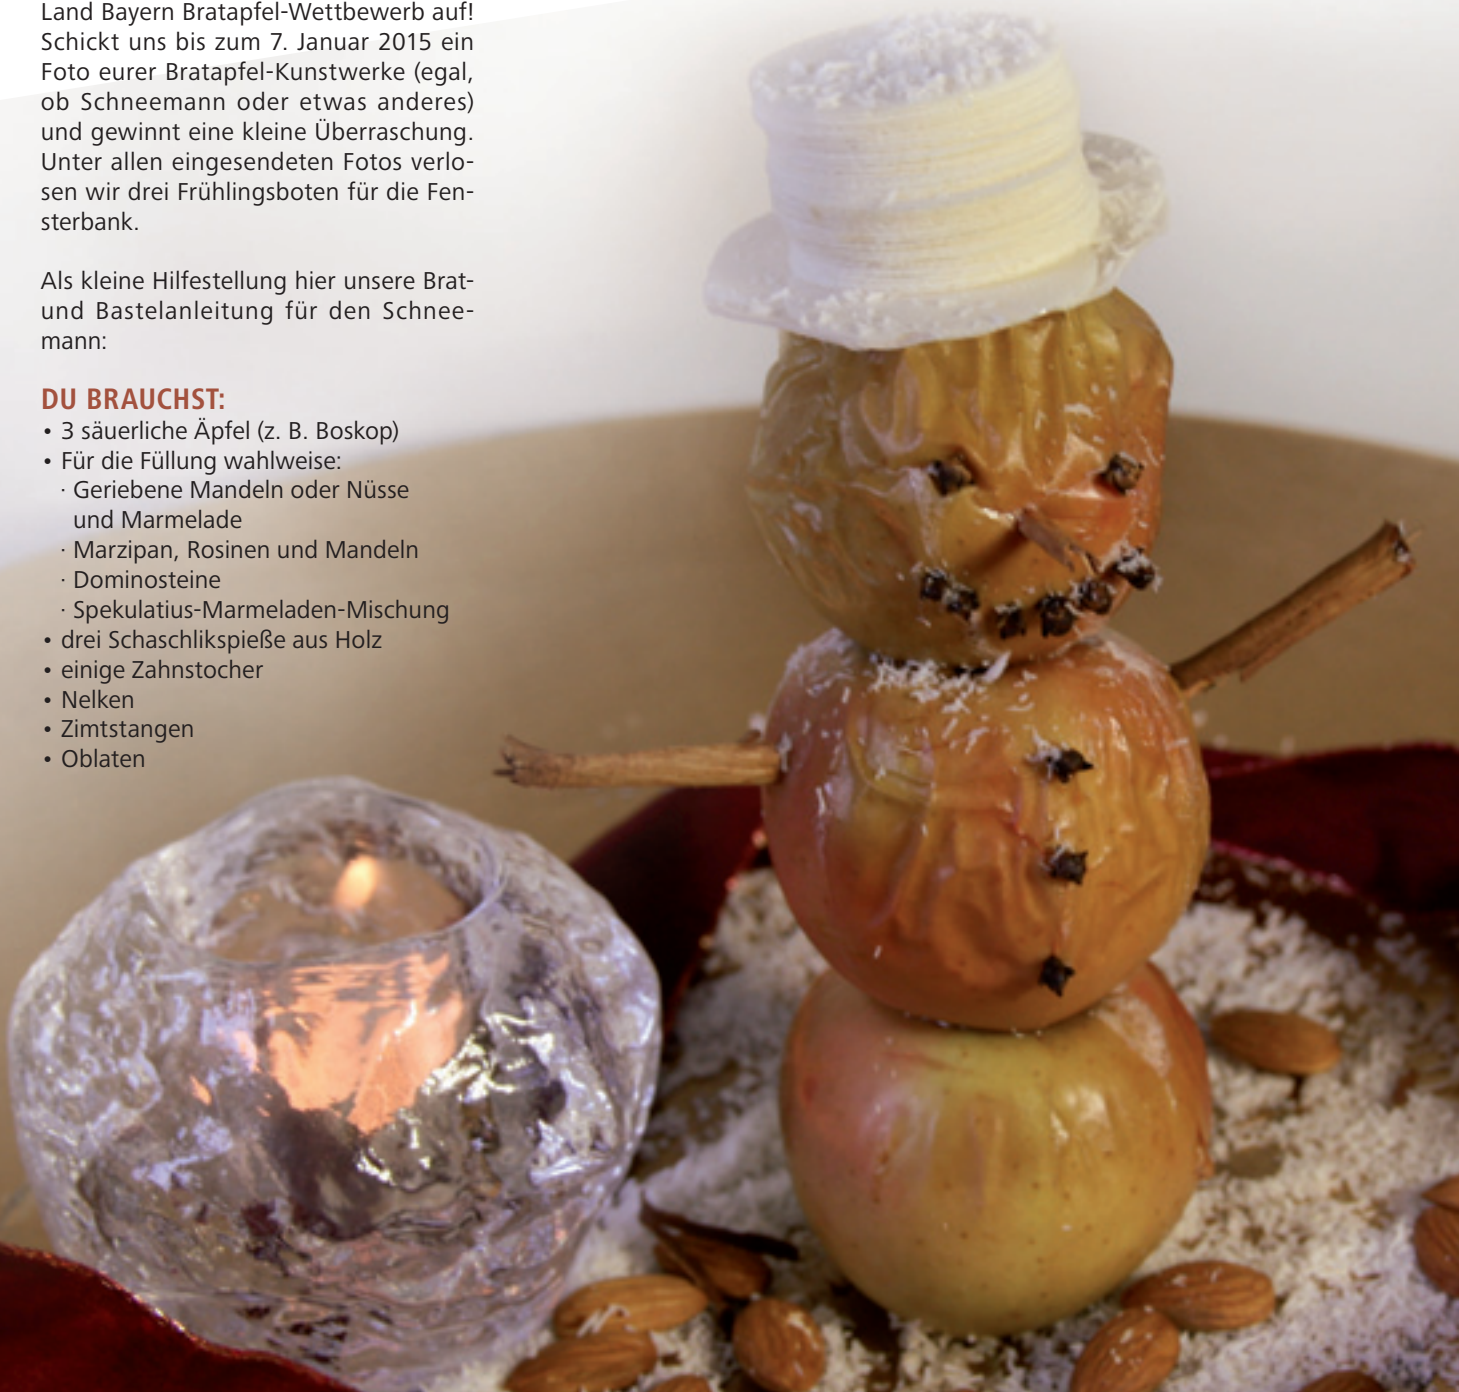 Land Bayern Bratapfel-Wettbewerb auf!
Schickt uns bis zum 7. Januar 2015 ein
Foto eurer Bratapfel-Kunstwerke (egal,
ob Schneemann oder etwas anderes)
und gewinnt eine kleine Überraschung.
Unter allen eingesendeten Fotos verlo-
sen wir drei Frühlingsboten für die Fen-
sterbank.
Als kleine Hilfestellung hier unsere Brat-
und Bastelanleitung für den Schnee-
mann:
DU BRAUCHST:
• 3 säuerliche Äpfel (z. B. Boskop)
• Für die Füllung wahlweise:
· Geriebene Mandeln oder Nüsse
und Marmelade
· Marzipan, Rosinen und Mandeln
· Dominosteine
· Spekulatius-Marmeladen-Mischung
• drei Schaschlikspieße aus Holz
• einige Zahnstocher
• Nelken
• Zimtstangen
• Oblaten